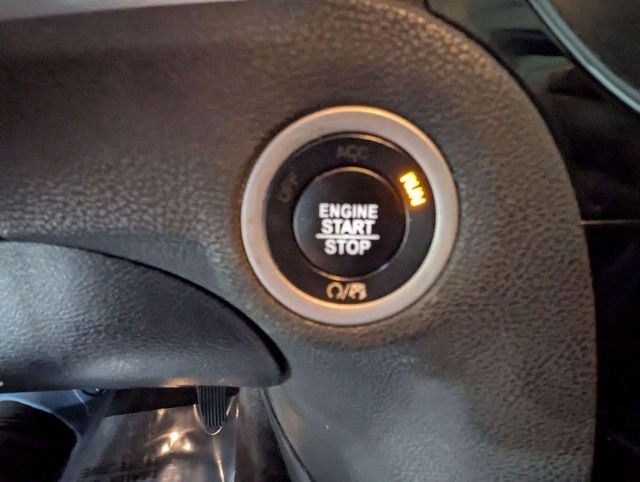 OFF
ACC
RUN
ENGINE
START
STOP